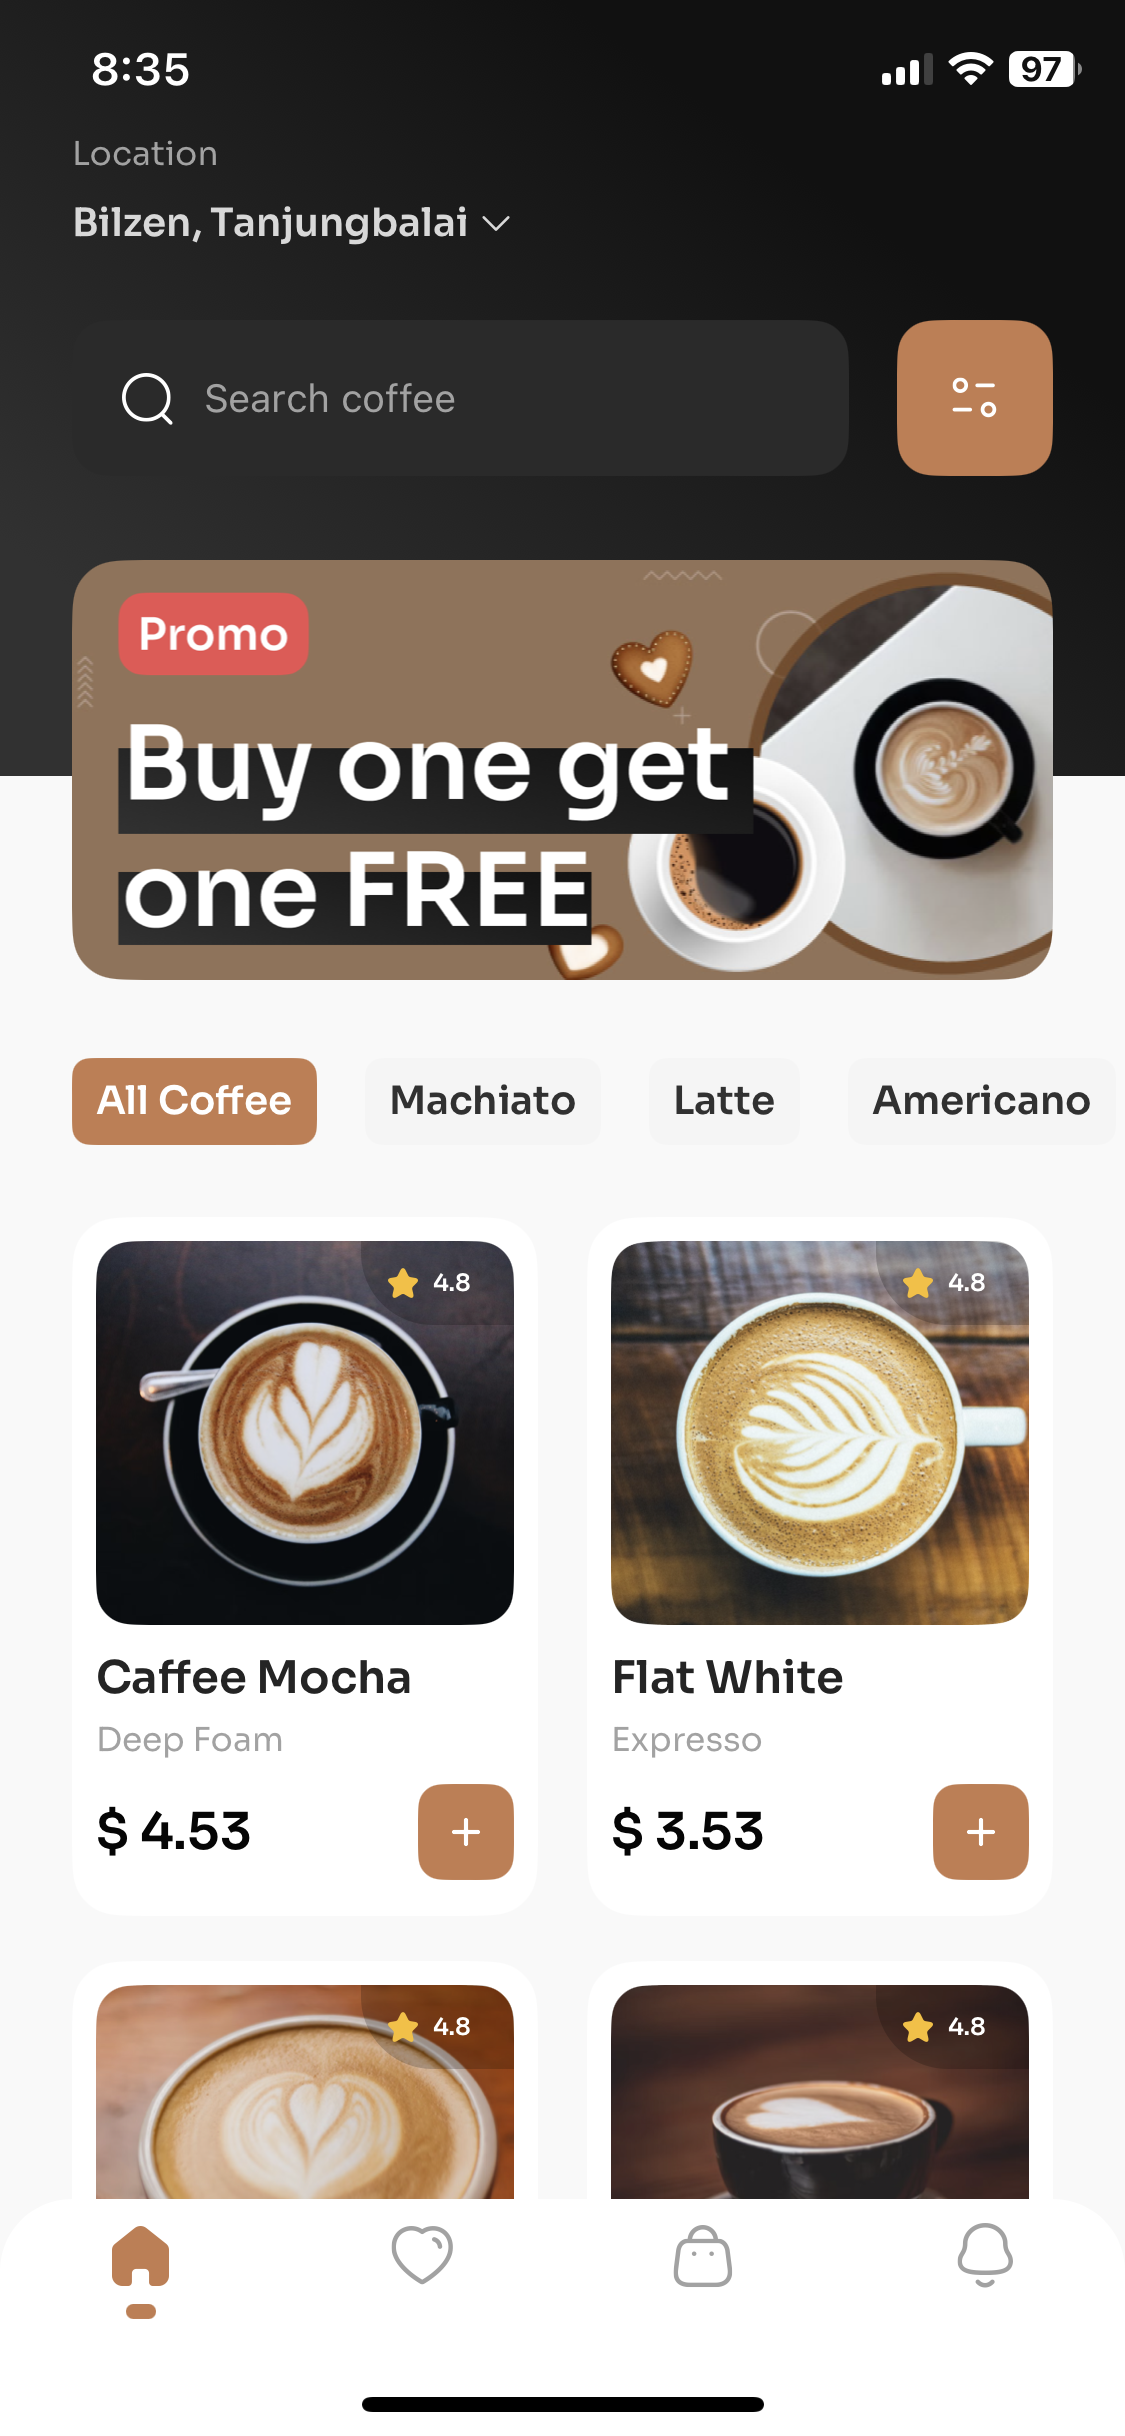 8:35
97
Location
Bilzen, Tanjungbalai
Search coffee
Promo
Buy one get
one FREE
All Coffee
Machiato
Latte
Americano
4.8
4.8
Caffee Mocha
Flat White
Deep Foam
Expresso
$ 4.53
$ 3.53
4.8
4.8